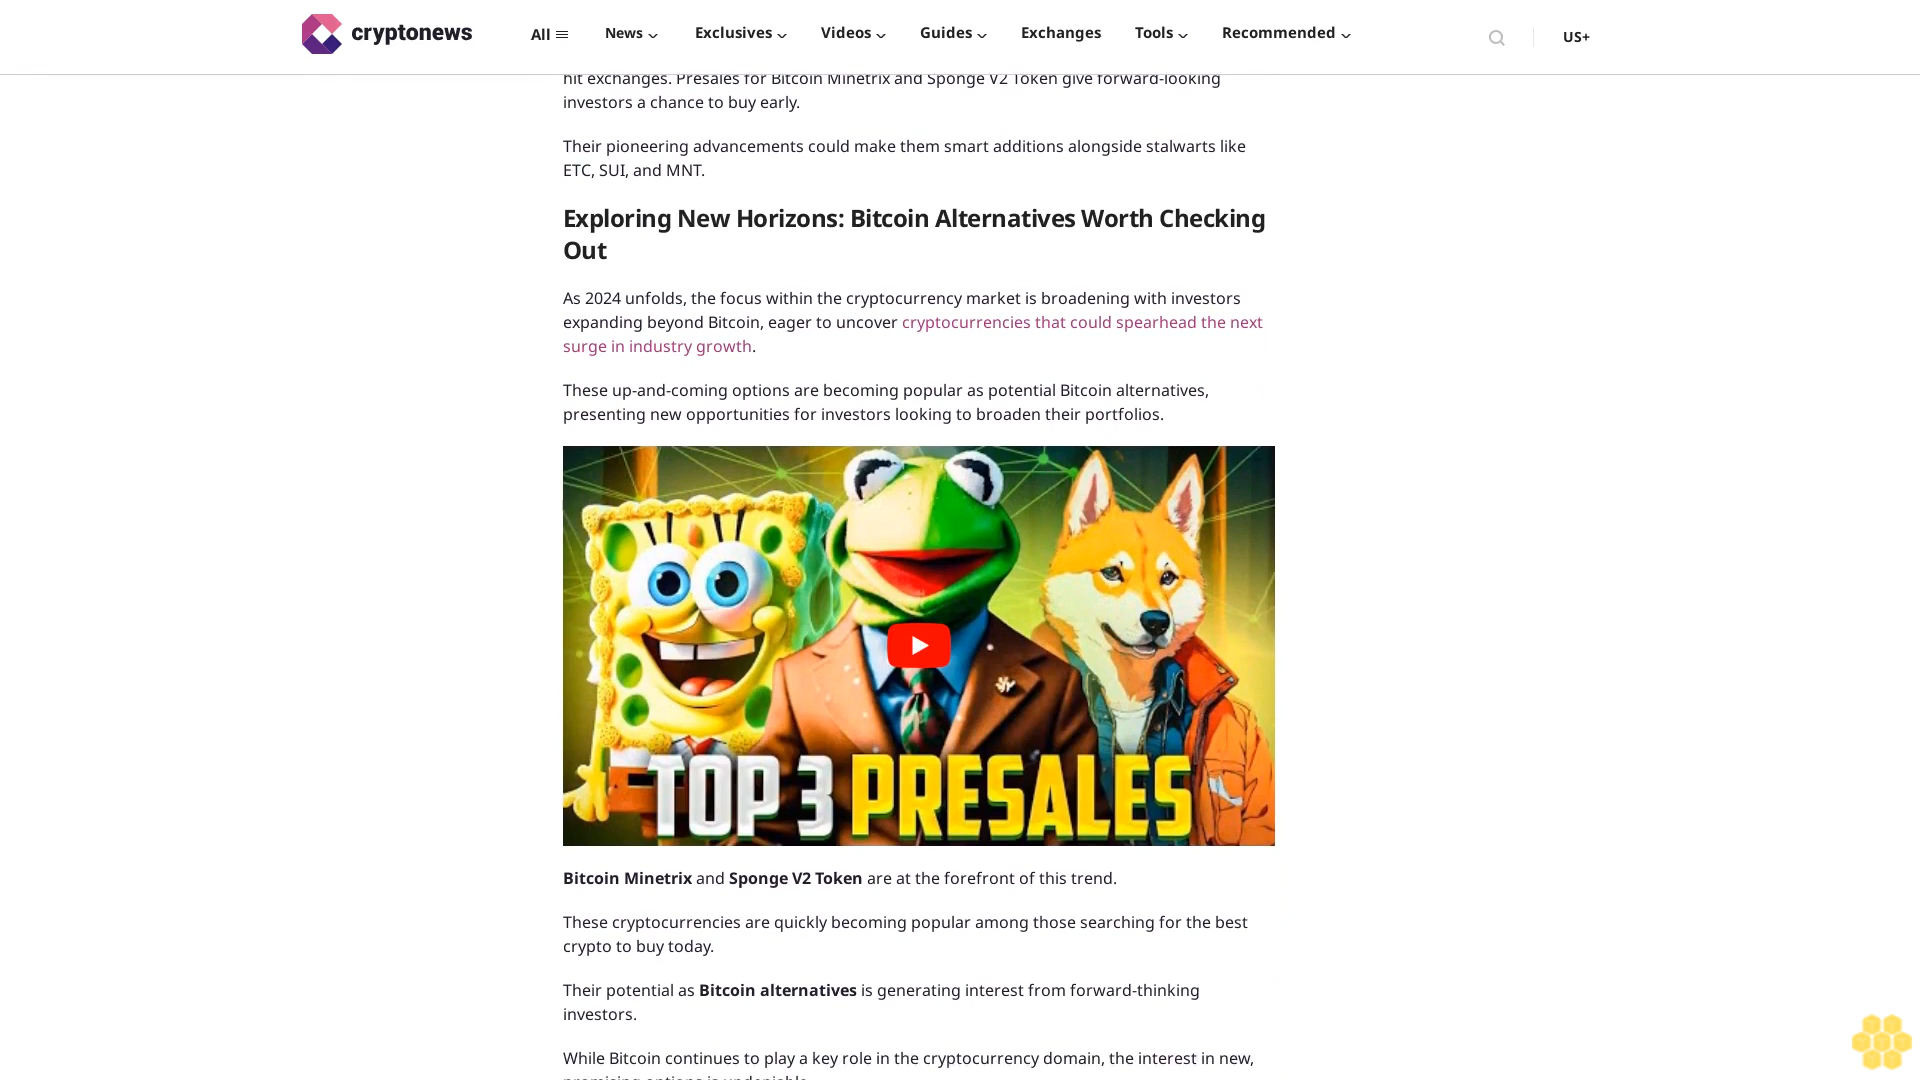 cryptonews
All
News
Exclusives
Videos
Guides
Exchanges
Tools
Recommended
US+
hit exchanges. Presales for Bitcoin Minetrix and Sponge V2 Token give forward-looking
investors a chance to buy early.
Their pioneering advancements could make them smart additions alongside stalwarts like
ETC, SUI, and MNT.
Exploring New Horizons: Bitcoin Alternatives Worth Checking
Out
As 2024 unfolds, the focus within the cryptocurrency market is broadening with investors
expanding beyond Bitcoin, eager to uncover cryptocurrencies that could spearhead the next
surge in industry growth.
These up-and-coming options are becoming popular as potential Bitcoin alternatives,
presenting new opportunities for investors looking to broaden their portfolios.
TOP 3 PRESALES
Bitcoin Minetrix and Sponge V2 Token are at the forefront of this trend.
These cryptocurrencies are quickly becoming popular among those searching for the best
crypto to buy today.
Their potential as Bitcoin alternatives is generating interest from forward-thinking
investors.
While Bitcoin continues to play a key role in the cryptocurrency domain, the interest in new,